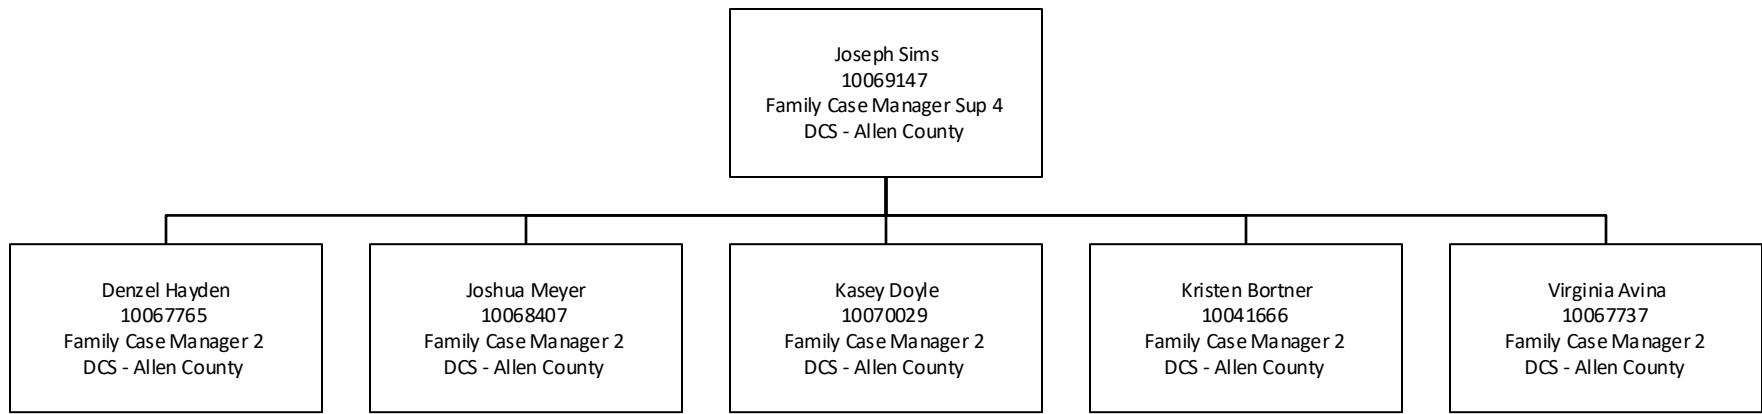 Joseph Sims
10069147
Family Case Manager Sup 4
DCS - Allen County
Denzel Hayden
10067765
Family Case Manager 2
DCS - Allen County
Joshua Meyer
10068407
Family Case Manager 2
DCS - Allen County
Kasey Doyle
10070029
Family Case Manager 2
DCS - Allen County
Kristen Bortner
10041666
Family Case Manager 2
DCS - Allen County
Virginia Avina
10067737
Family Case Manager 2
DCS - Allen County